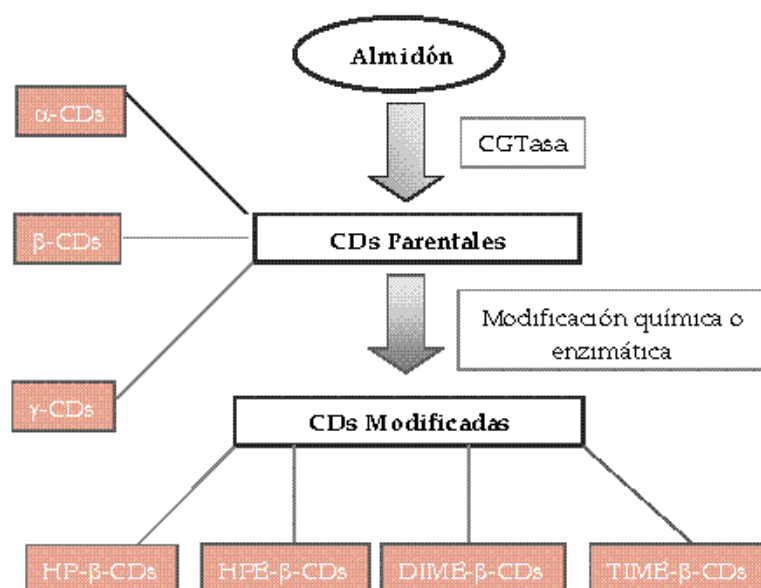 Almidón
α-CDs
CGTasa
β-CDs
CDs Parentales
Modificación química o
enzimática
γ-CDs
CDs Modificadas
HP-β-CDs
HPE-β-CDs
DIME-β-CDs
TIME-β-CDs